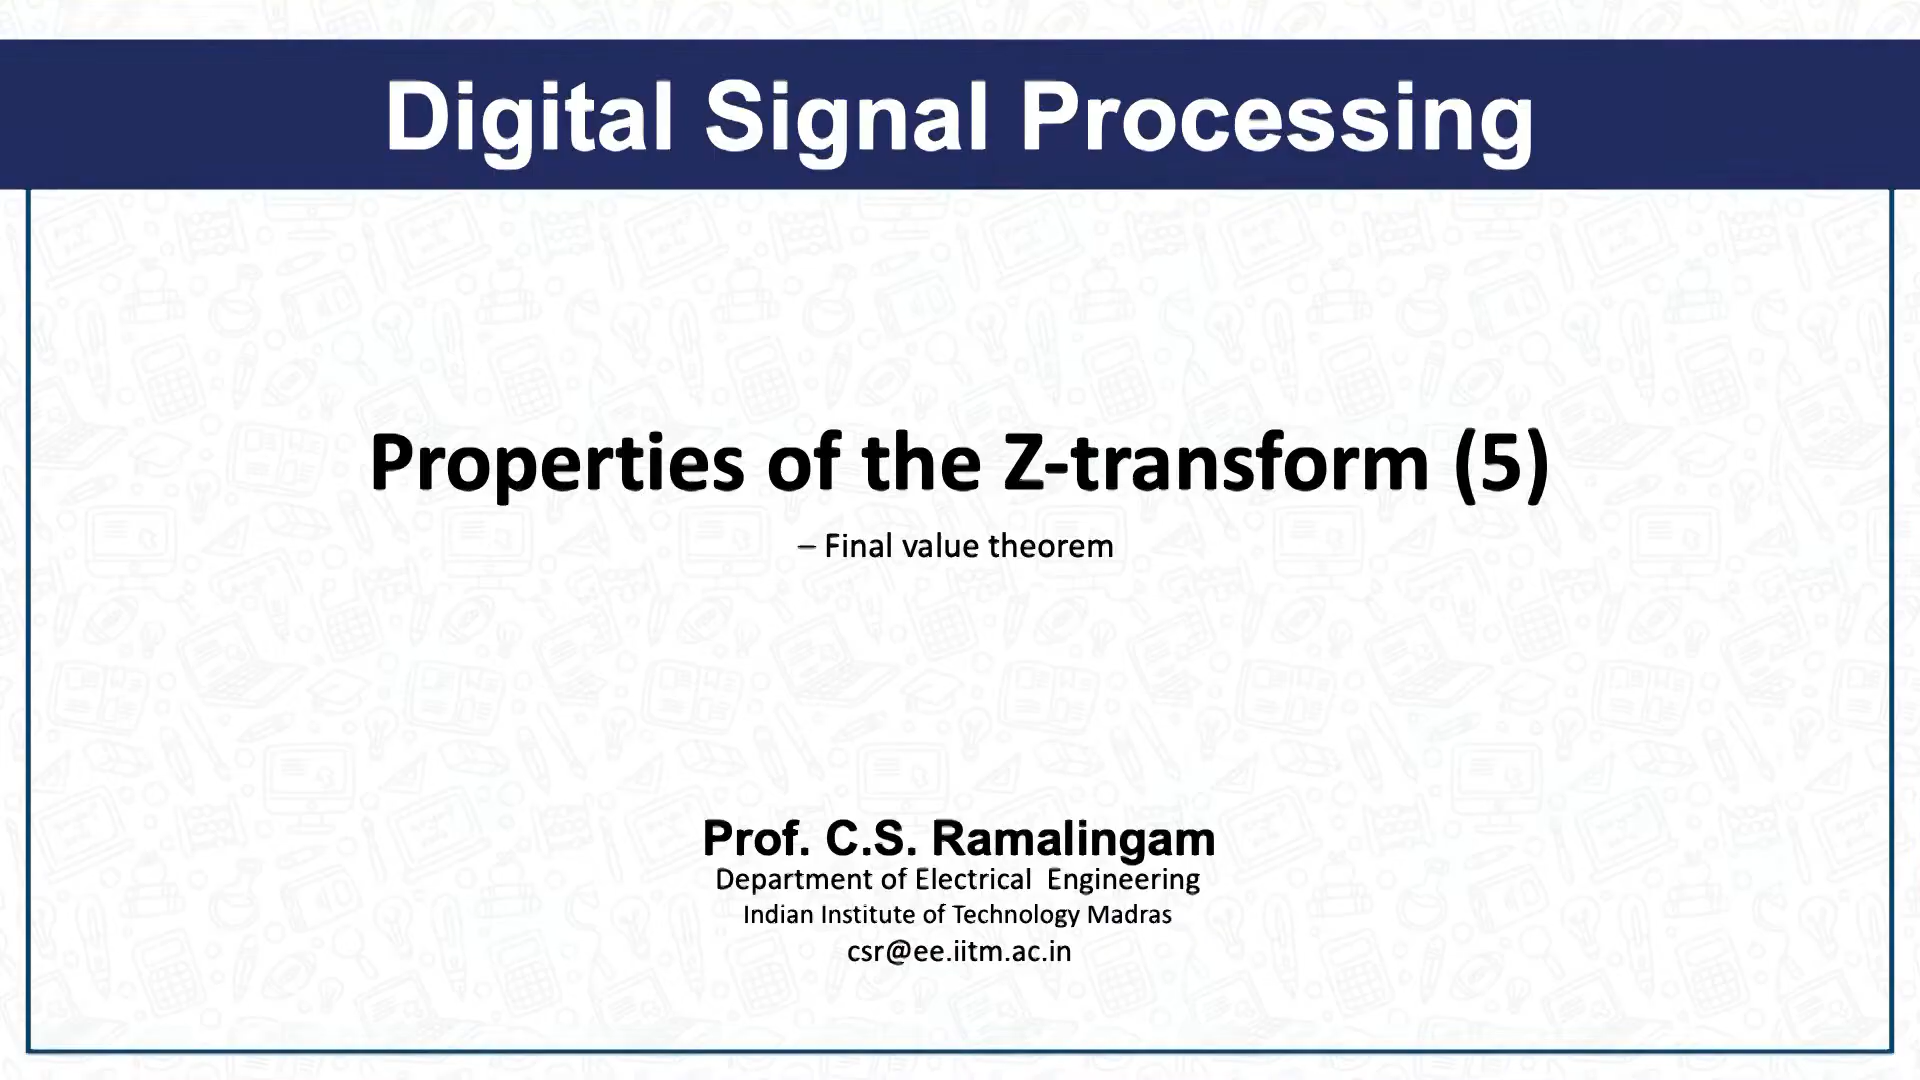 Digital Signal Processing
Properties of the Z-transform (5)
– Final value theorem
Prof. C.S. Ramalingam
Department of Electrical Engineering
Indian Institute of Technology Madras
csr@ee.iitm.ac.in